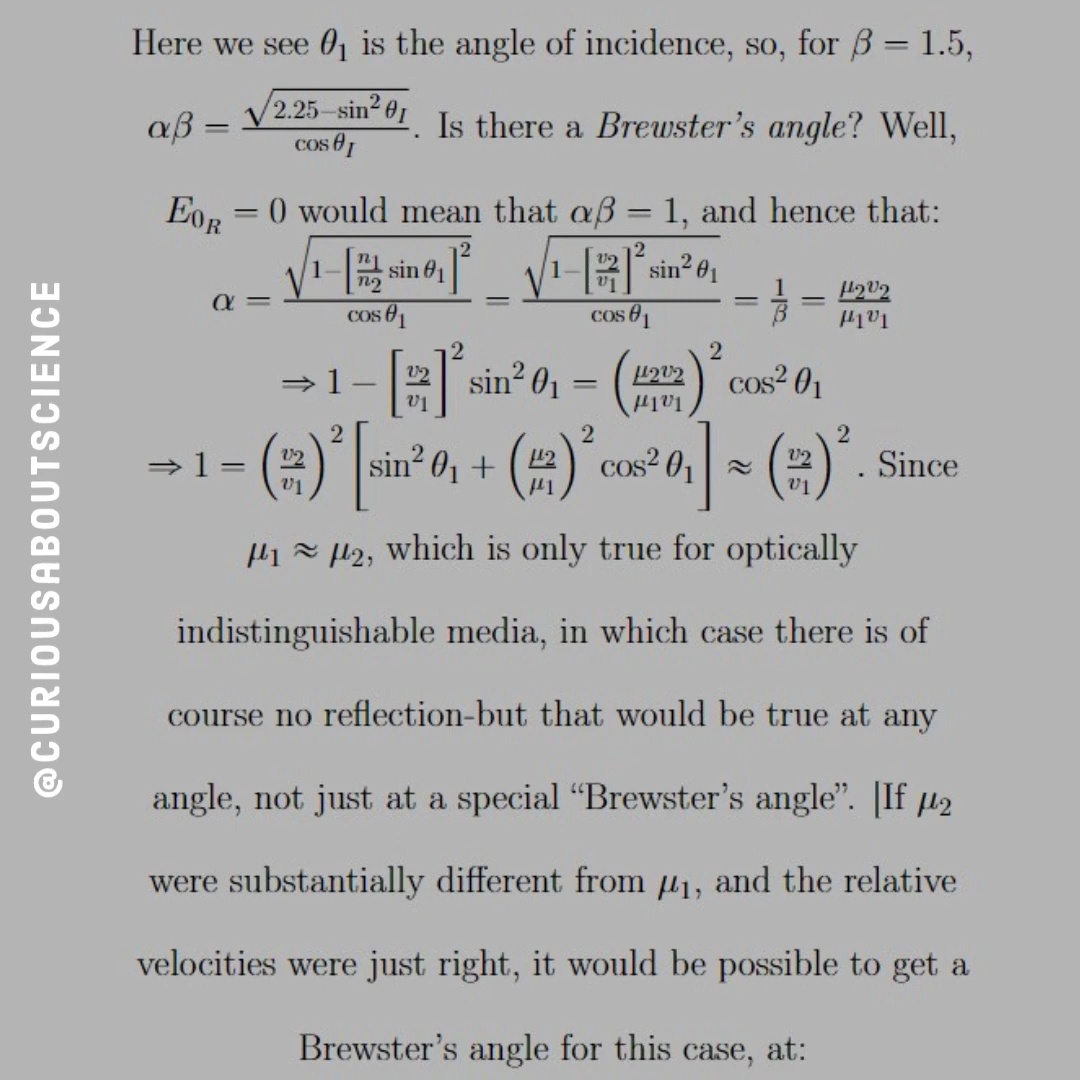 Here we see θ₁ is the angle of incidence, so, for β = 1.5,
αβ = √(2.25−sin² θ_I) / cos θ_I . Is there a Brewster's angle? Well,
E_{0_R} = 0 would mean that αβ = 1, and hence that:
α = √(1−[n₁/n₂ sin θ₁]²) / cos θ₁ = √(1−[v₂/v₁]² sin² θ₁) / cos θ₁ = 1/β = μ₂v₂/μ₁v₁
⇒ 1 − [v₂/v₁]² sin² θ₁ = (μ₂v₂/μ₁v₁)² cos² θ₁
⇒ 1 = (v₂/v₁)² [sin² θ₁ + (μ₂/μ₁)² cos² θ₁] ≈ (v₂/v₁)² . Since
μ₁ ≈ μ₂, which is only true for optically
indistinguishable media, in which case there is of
course no reflection-but that would be true at any
angle, not just at a special “Brewster's angle”. |If μ₂
were substantially different from μ₁, and the relative
velocities were just right, it would be possible to get a
Brewster's angle for this case, at:
@CURIOUSABOUTSCIENCE